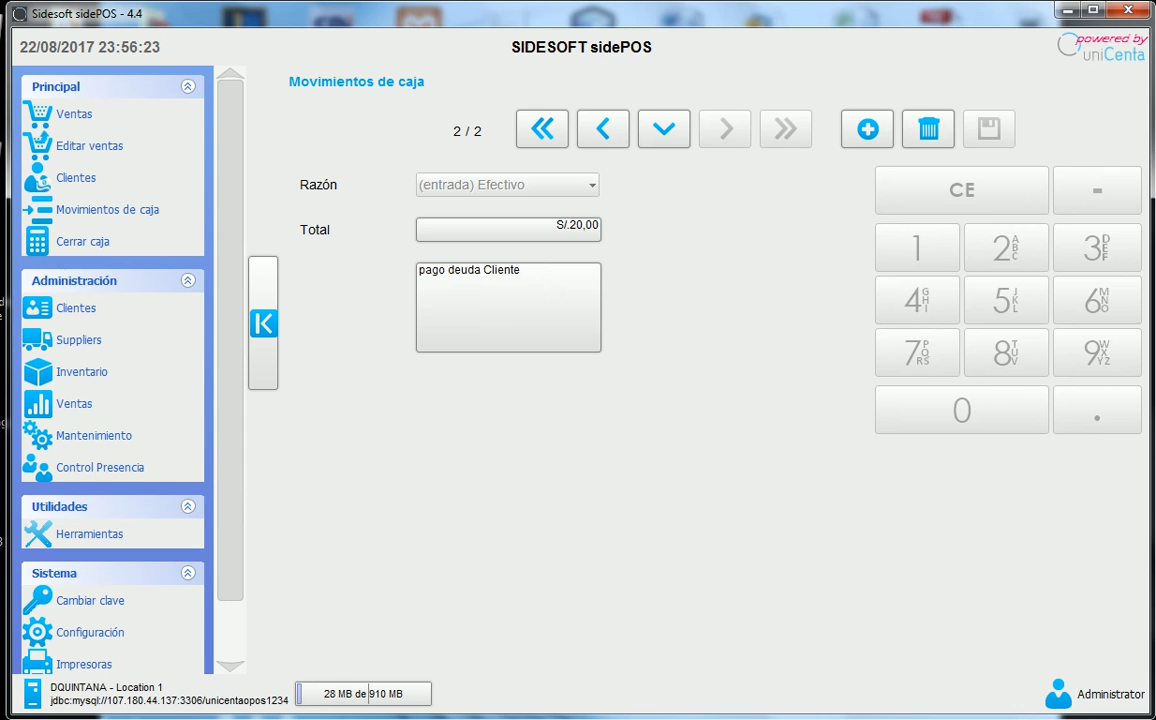 Sidesoft sidePOS - 4.4
22/08/2017 23:56:23
SIDESOFT sidePOS
powered by
uniCenta
Principal
Ventas
Editar ventas
Clientes
Movimientos de caja
Cerrar caja
Administración
Clientes
Suppliers
Inventario
Ventas
Mantenimiento
Control Presencia
Utilidades
Herramientas
Sistema
Cambiar clave
Configuración
Impresoras
Movimientos de caja
2 / 2
Razón
(entrada) Efectivo
Total
S/.20,00
pago deuda Cliente
CE
-
1
2 ABC
3 DEF
4 GHI
5 JKL
6 MNO
7 PQRS
8 TUV
9 WXYZ
0
.
DQUINTANA - Location 1
jdbc:mysql://107.180.44.137:3306/unicentaopos1234
28 MB de 910 MB
Administrator